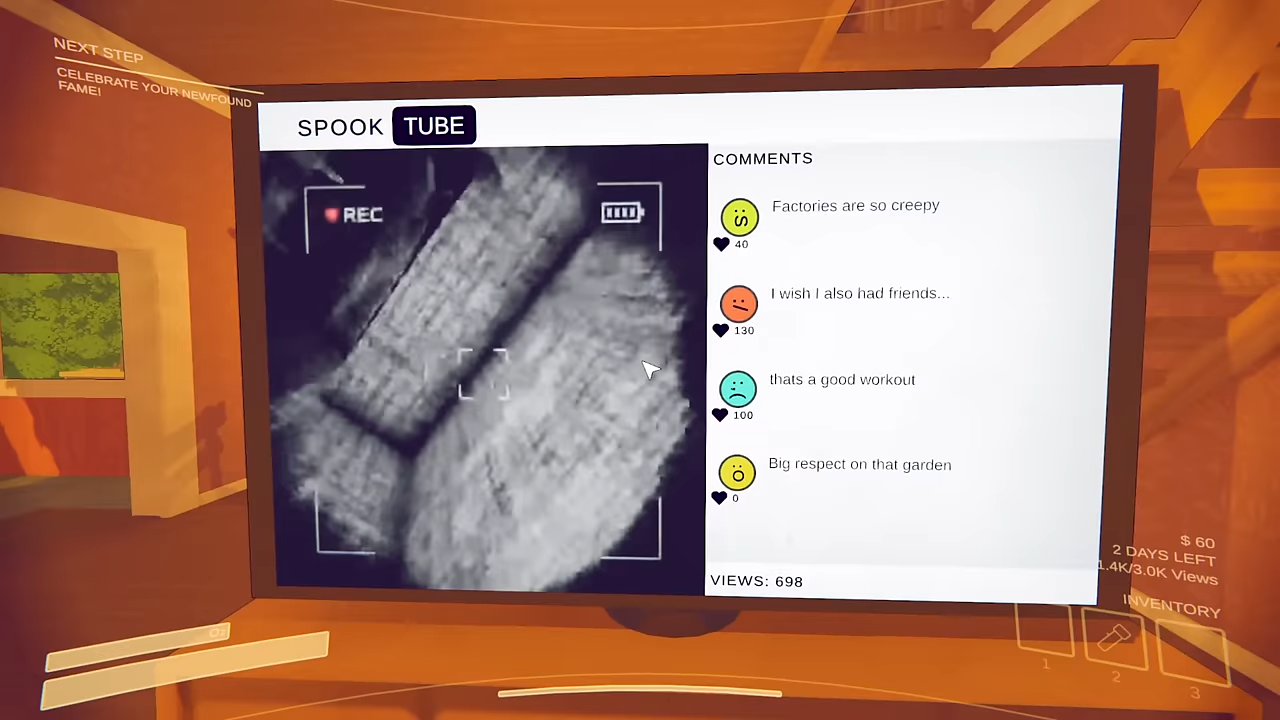 NEXT STEP
CELEBRATE YOUR NEWFOUND
FAME!
SPOOK TUBE
REC
COMMENTS
Factories are so creepy
40
I wish I also had friends...
130
thats a good workout
100
Big respect on that garden
0
VIEWS: 698
$ 60
2 DAYS LEFT
1.4K/3.0K Views
INVENTORY
1
2
3